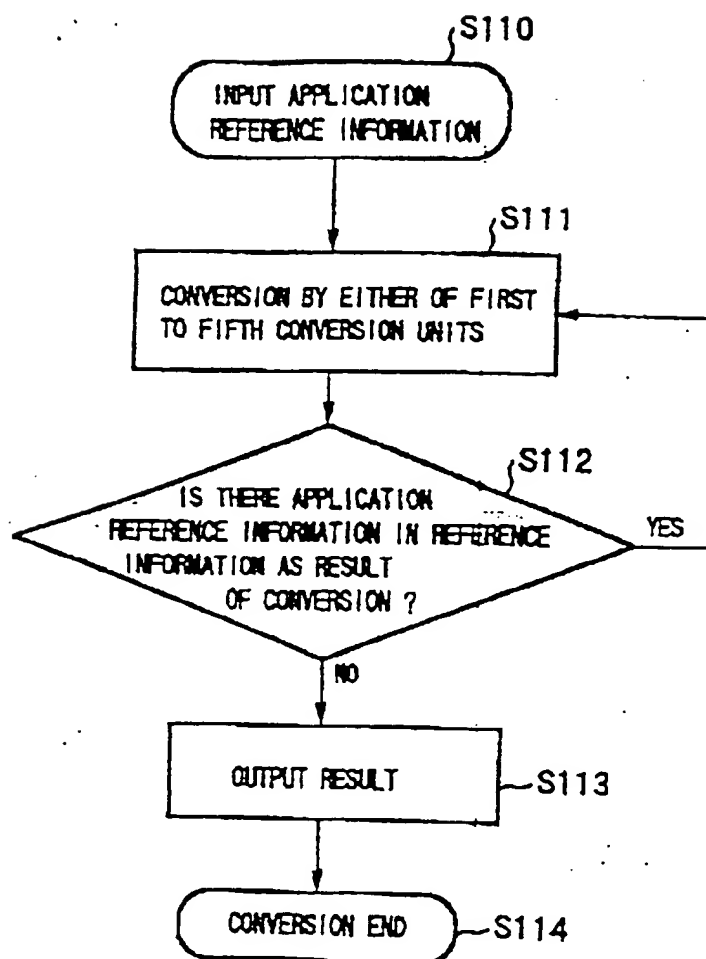 S110
INPUT APPLICATION
REFERENCE INFORMATION
S111
CONVERSION BY EITHER OF FIRST
TO FIFTH CONVERSION UNITS
S112
IS THERE APPLICATION
REFERENCE INFORMATION IN REFERENCE
INFORMATION AS RESULT
OF CONVERSION ?
YES
NO
OUTPUT RESULT
S113
CONVERSION END
S114